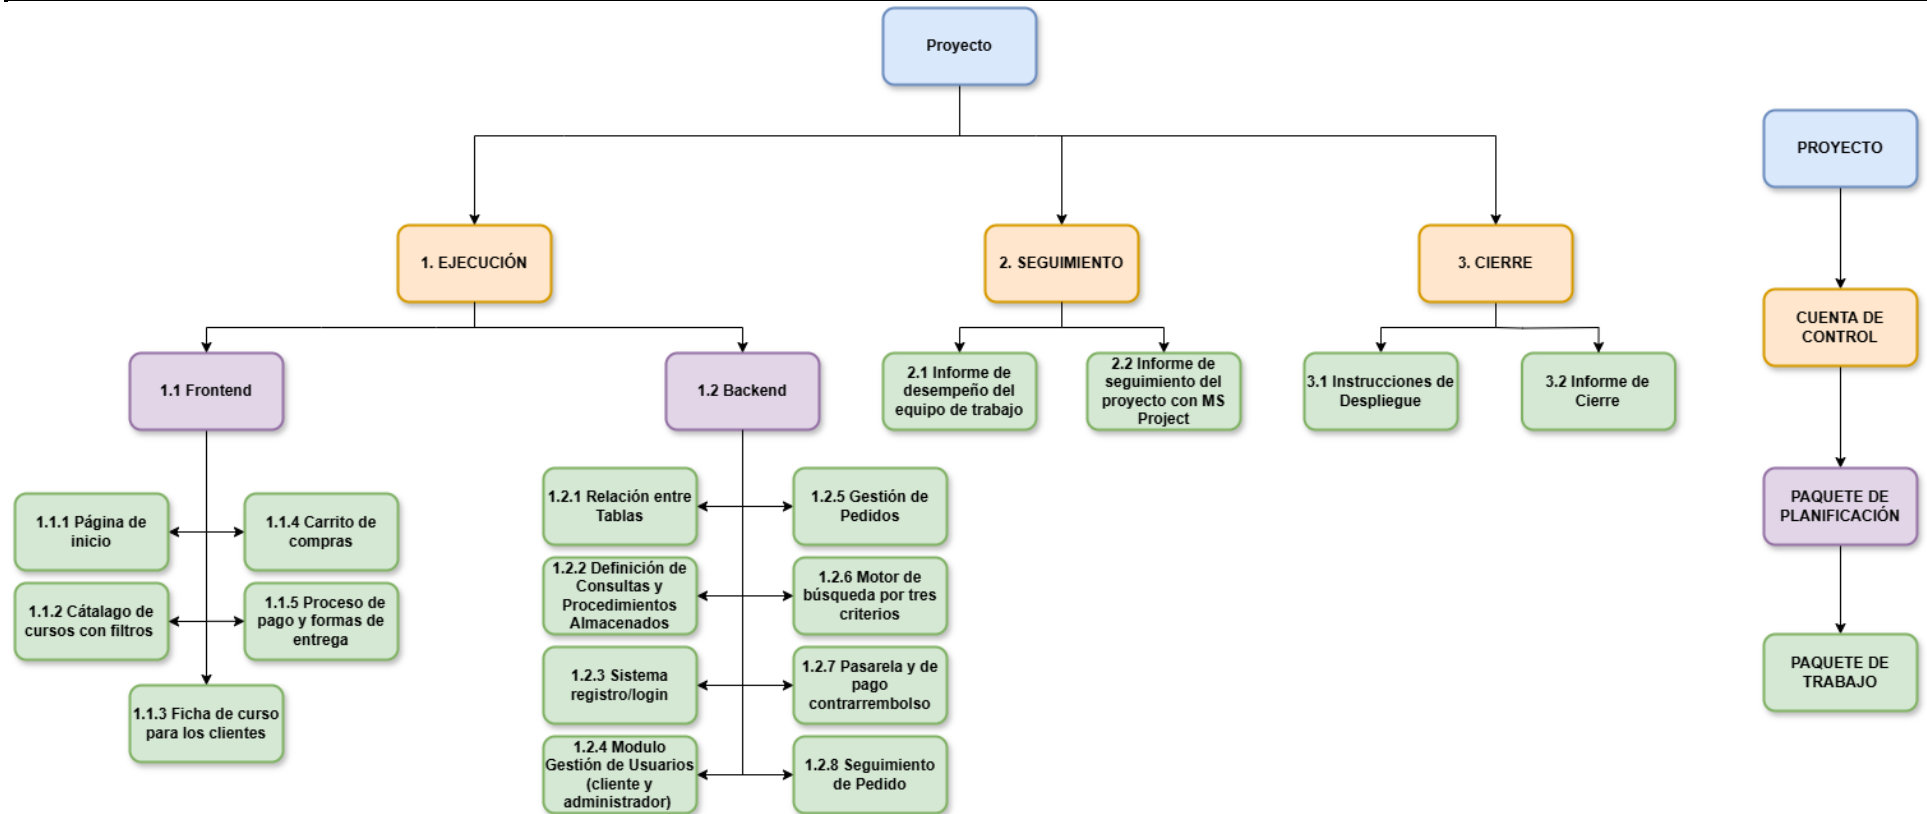 Proyecto
PROYECTO
1. EJECUCIÓN
2. SEGUIMIENTO
3. CIERRE
CUENTA DE
CONTROL
1.1 Frontend
1.2 Backend
2.1 Informe de
desempeño del
equipo de trabajo
2.2 Informe de
seguimiento del
proyecto con MS
Project
3.1 Instrucciones de
Despliegue
3.2 Informe de
Cierre
PAQUETE DE
PLANIFICACIÓN
1.1.1 Página de
inicio
1.1.4 Carrito de
compras
1.1.2 Cátalago de
cursos con filtros
1.1.5 Proceso de
pago y formas de
entrega
1.1.3 Ficha de curso
para los clientes
1.2.1 Relación entre
Tablas
1.2.5 Gestión de
Pedidos
1.2.2 Definición de
Consultas y
Procedimientos
Almacenados
1.2.6 Motor de
búsqueda por tres
criterios
1.2.3 Sistema
registro/login
1.2.7 Pasarela y de
pago
contrarrembolso
1.2.4 Modulo
Gestión de Usuarios
(cliente y
administrador)
1.2.8 Seguimiento
de Pedido
PAQUETE DE
TRABAJO